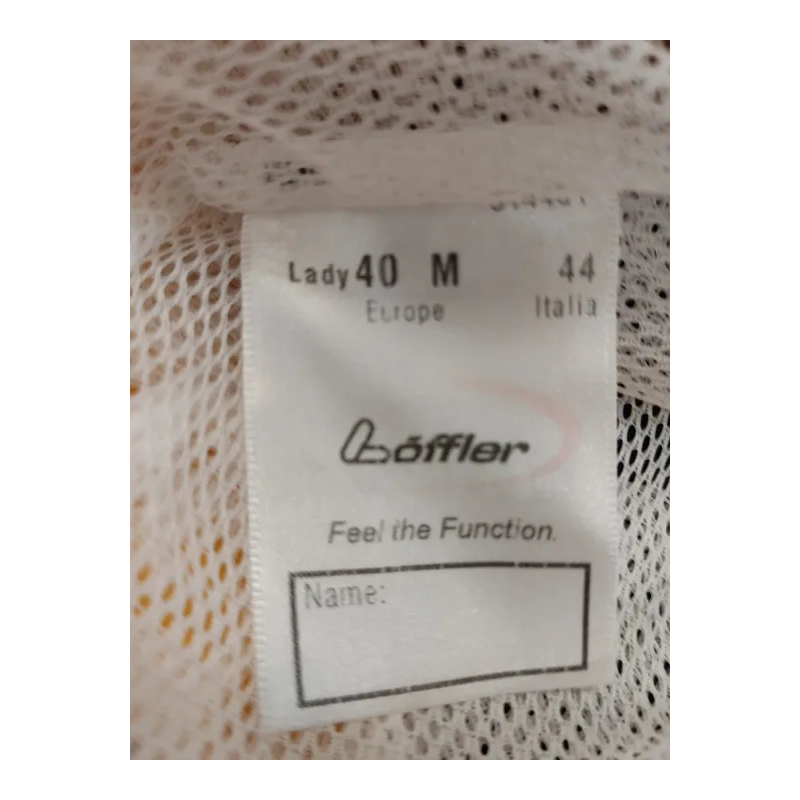 Lady 40 M 44
Europe Italia
Löffler
Feel the Function.
Name: